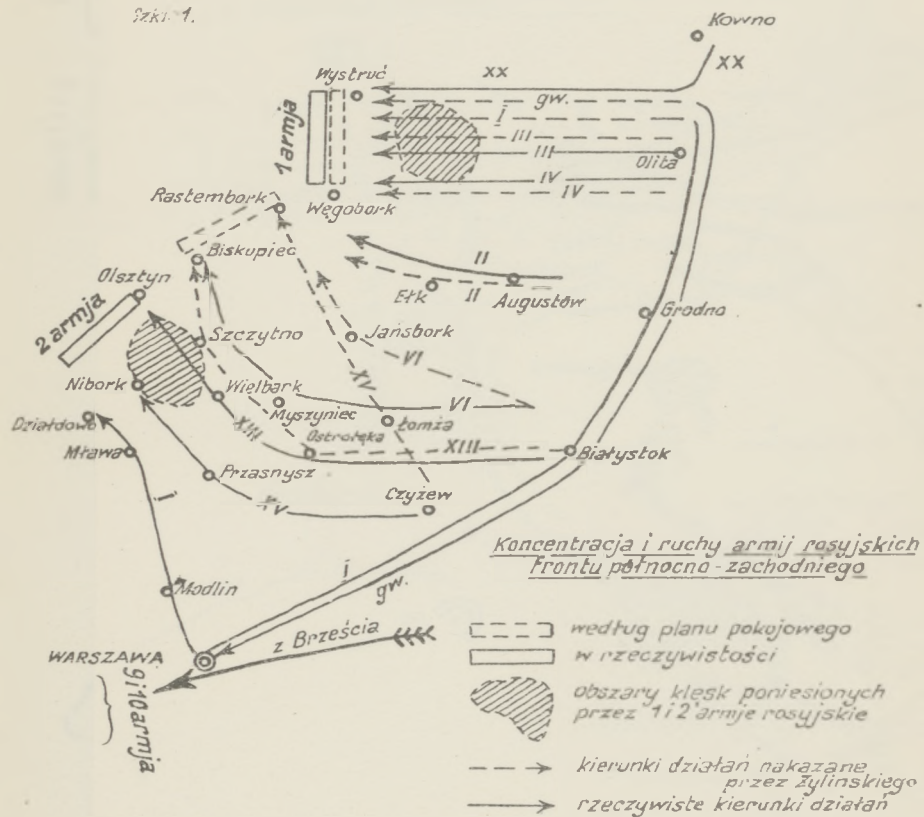 Szkic 1.
Kowno
XX
Wystruć
XX
gw.
I
III
III
Olita
IV
IV
1 armja
Rastembork
Węgobork
Biskupiec
II
Olsztyn
Ełk
II
Augustów
2 armja
Szczytno
Jańsbork
Grodno
VI
XV
Nibork
Wielbark
Myszyniec
VI
Działdowo
XIII
Łomża
Ostrołęka
XIII
Białystok
Mława
Przasnysz
Czyżew
I
XV
Koncentracja i ruchy armij rosyjskich
frontu północno-zachodniego
I
gw.
Modlin
z Brześcia
WARSZAWA
9 i 10 armja
według planu pokojowego
w rzeczywistości
obszary klęsk poniesionych
przez 1 i 2 armje rosyjskie
kierunki działań nakazane
przez Żylinskiego
rzeczywiste kierunki działań